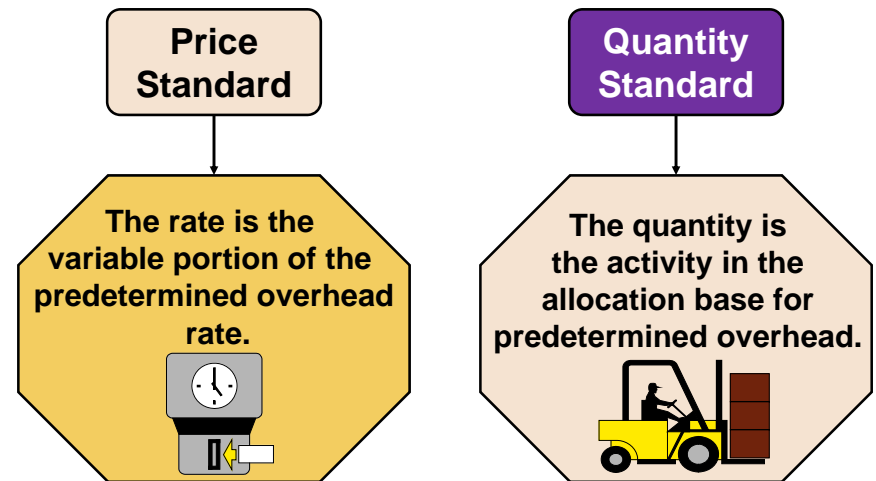 Price
Standard
The rate is the
variable portion of the
predetermined overhead
rate.
Quantity
Standard
The quantity is
the activity in the
allocation base for
predetermined overhead.